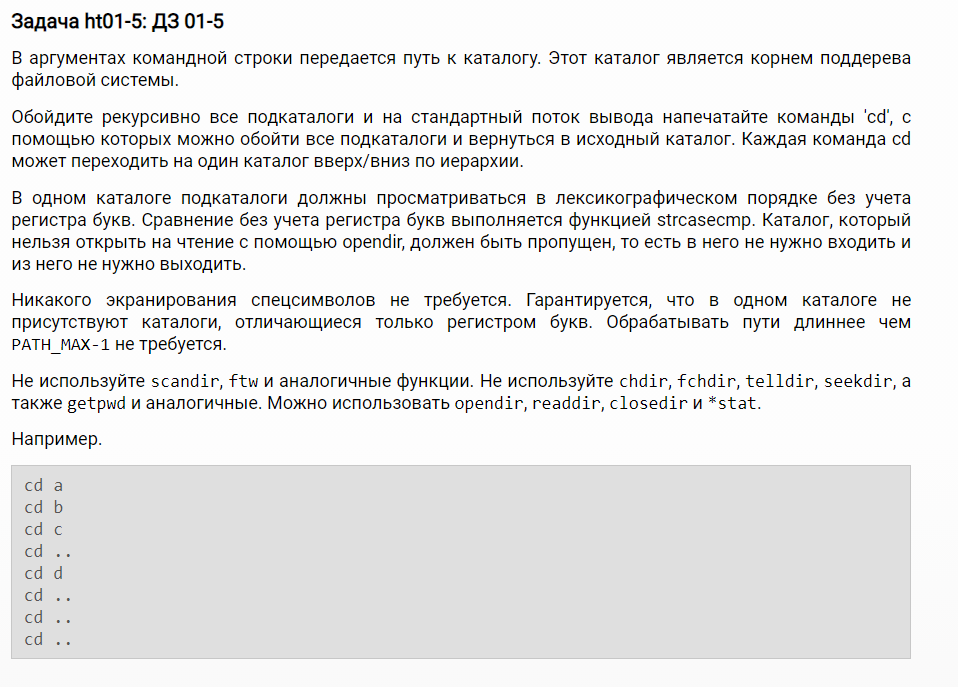 Задача ht01-5: ДЗ 01-5
В аргументах командной строки передается путь к каталогу. Этот каталог является корнем поддерева
файловой системы.
Обойдите рекурсивно все подкаталоги и на стандартный поток вывода напечатайте команды 'cd', с
помощью которых можно обойти все подкаталоги и вернуться в исходный каталог. Каждая команда cd
может переходить на один каталог вверх/вниз по иерархии.
В одном каталоге подкаталоги должны просматриваться в лексикографическом порядке без учета
регистра букв. Сравнение без учета регистра букв выполняется функцией strcasecmp. Каталог, который
нельзя открыть на чтение с помощью opendir, должен быть пропущен, то есть в него не нужно входить и
из него не нужно выходить.
Никакого экранирования спецсимволов не требуется. Гарантируется, что в одном каталоге не
присутствуют каталоги, отличающиеся только регистром букв. Обрабатывать пути длиннее чем
PATH_MAX-1 не требуется.
Не используйте scandir, ftw и аналогичные функции. Не используйте chdir, fchdir, telldir, seekdir, а
также getpwd и аналогичные. Можно использовать opendir, readdir, closedir и *stat.
Например.
cd a
cd b
cd c
cd ..
cd d
cd ..
cd ..
cd ..